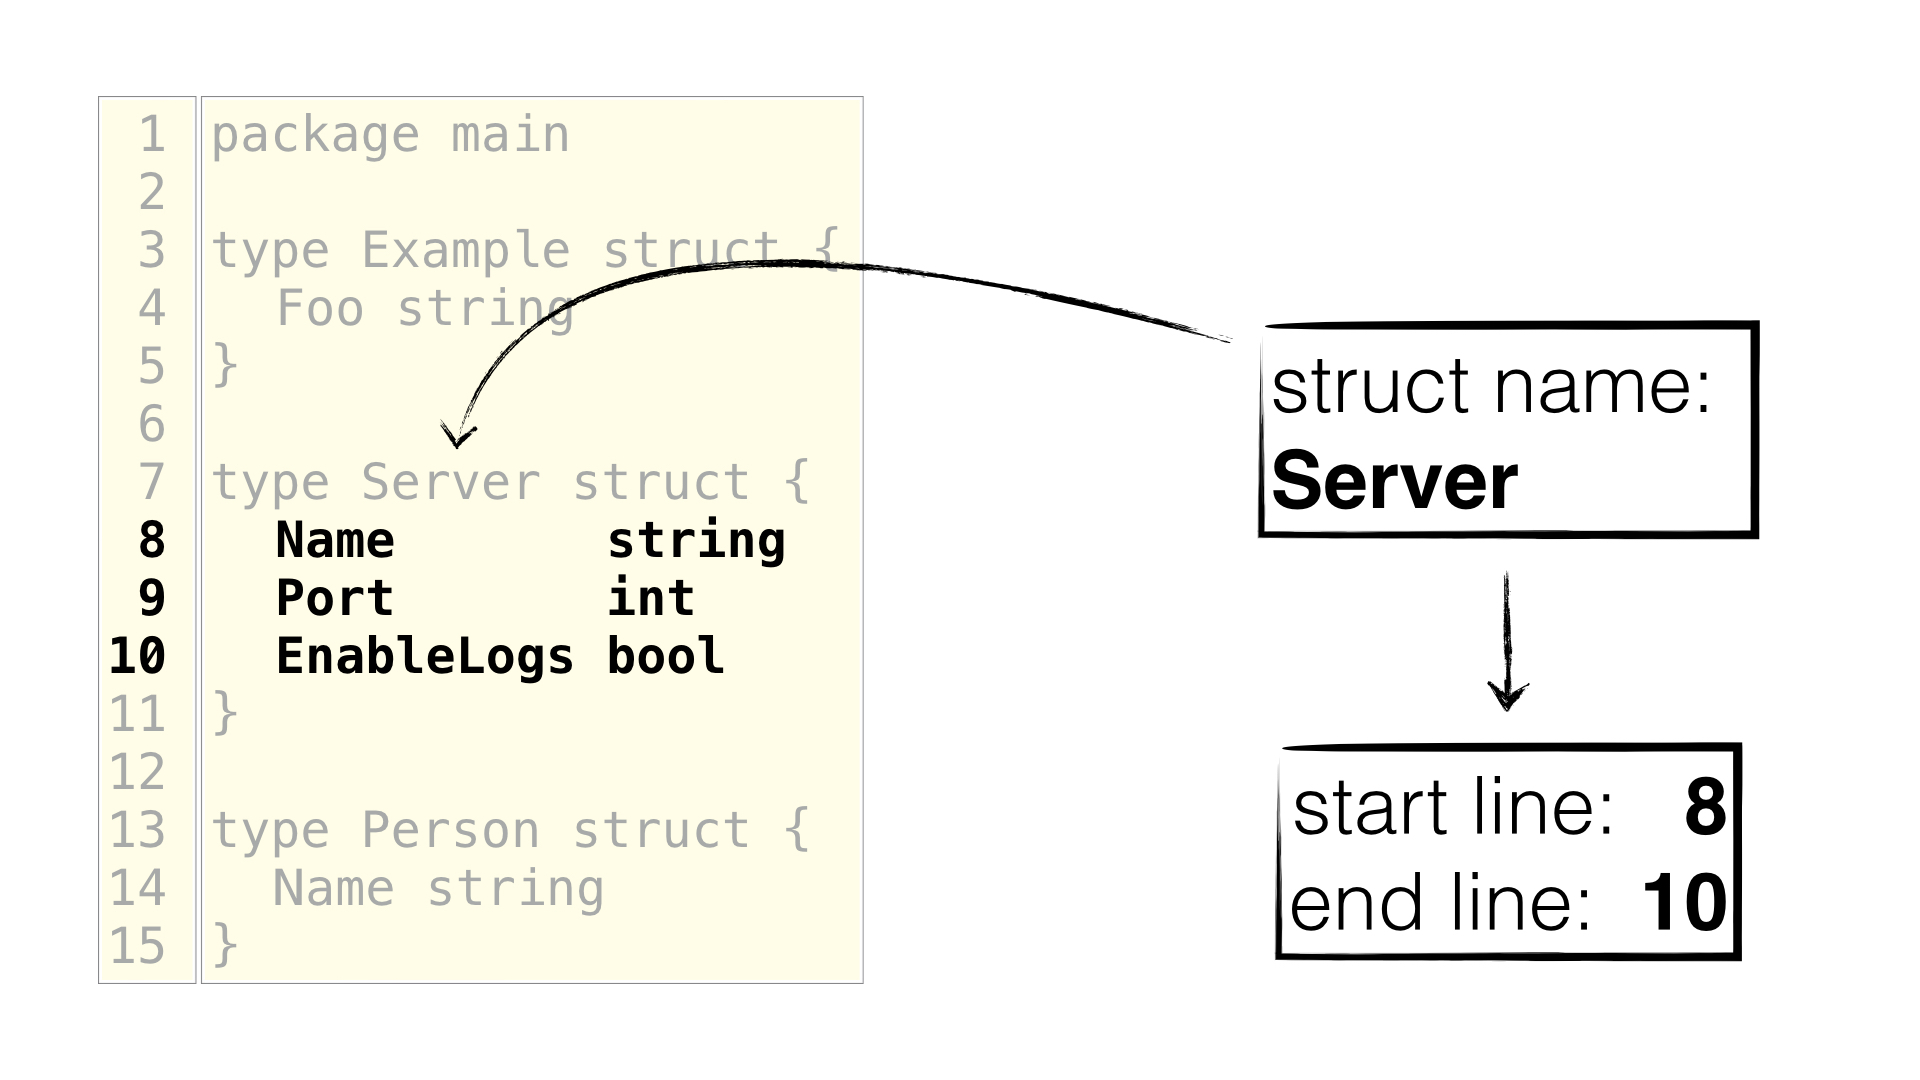 1 package main
2
3 type Example struct {
4 Foo string
5 }
6
7 type Server struct {
8 Name string
9 Port int
10 EnableLogs bool
11 }
12
13 type Person struct {
14 Name string
15 }
struct name:
Server
start line: 8
end line: 10